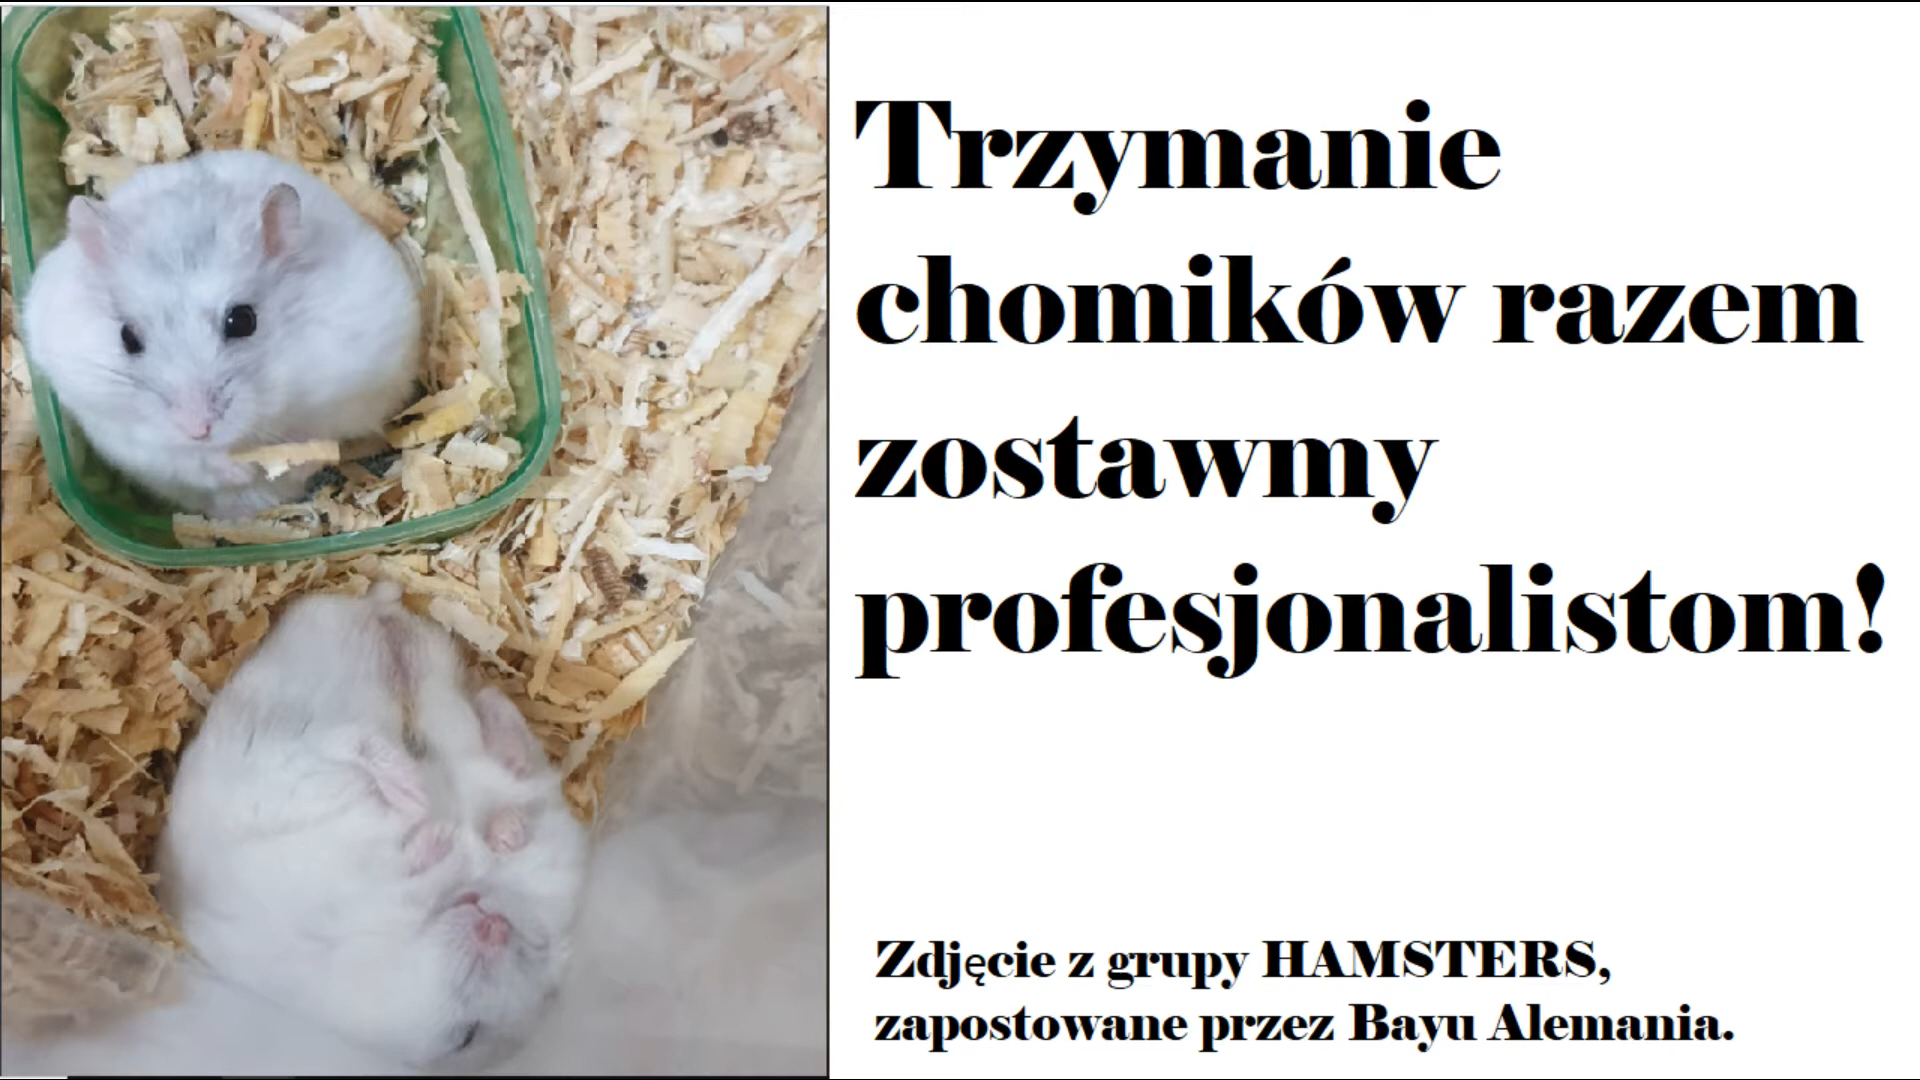 Trzymanie
chomików razem
zostawmy
profesjonalistom!
Zdjęcie z grupy HAMSTERS,
zapostowane przez Bayu Alemania.